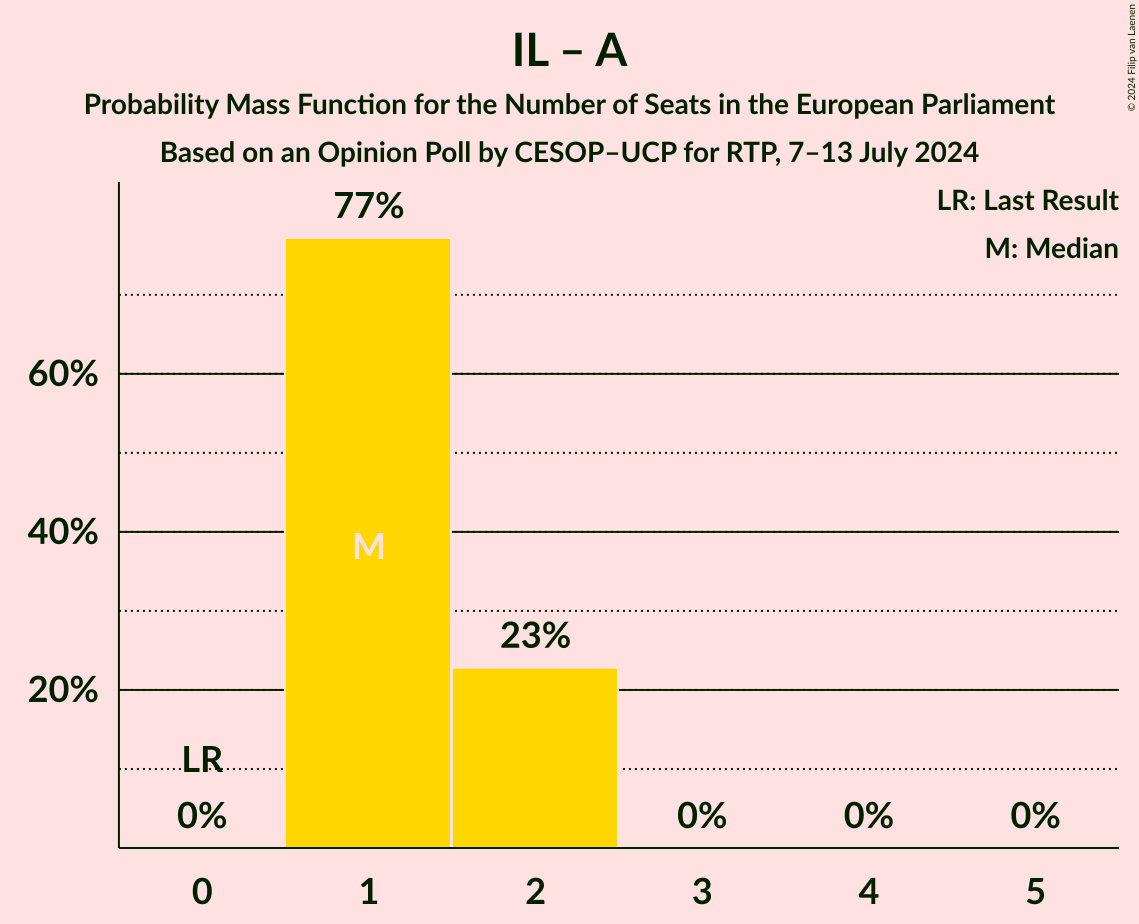 IL – A
Probability Mass Function for the Number of Seats in the European Parliament
Based on an Opinion Poll by CESOP–UCP for RTP, 7–13 July 2024
© 2024 Filip van Laenen
LR: Last Result
M: Median
77%
60%
40%
M
23%
20%
LR
0%
0%
0%
0%
0
1
2
3
4
5